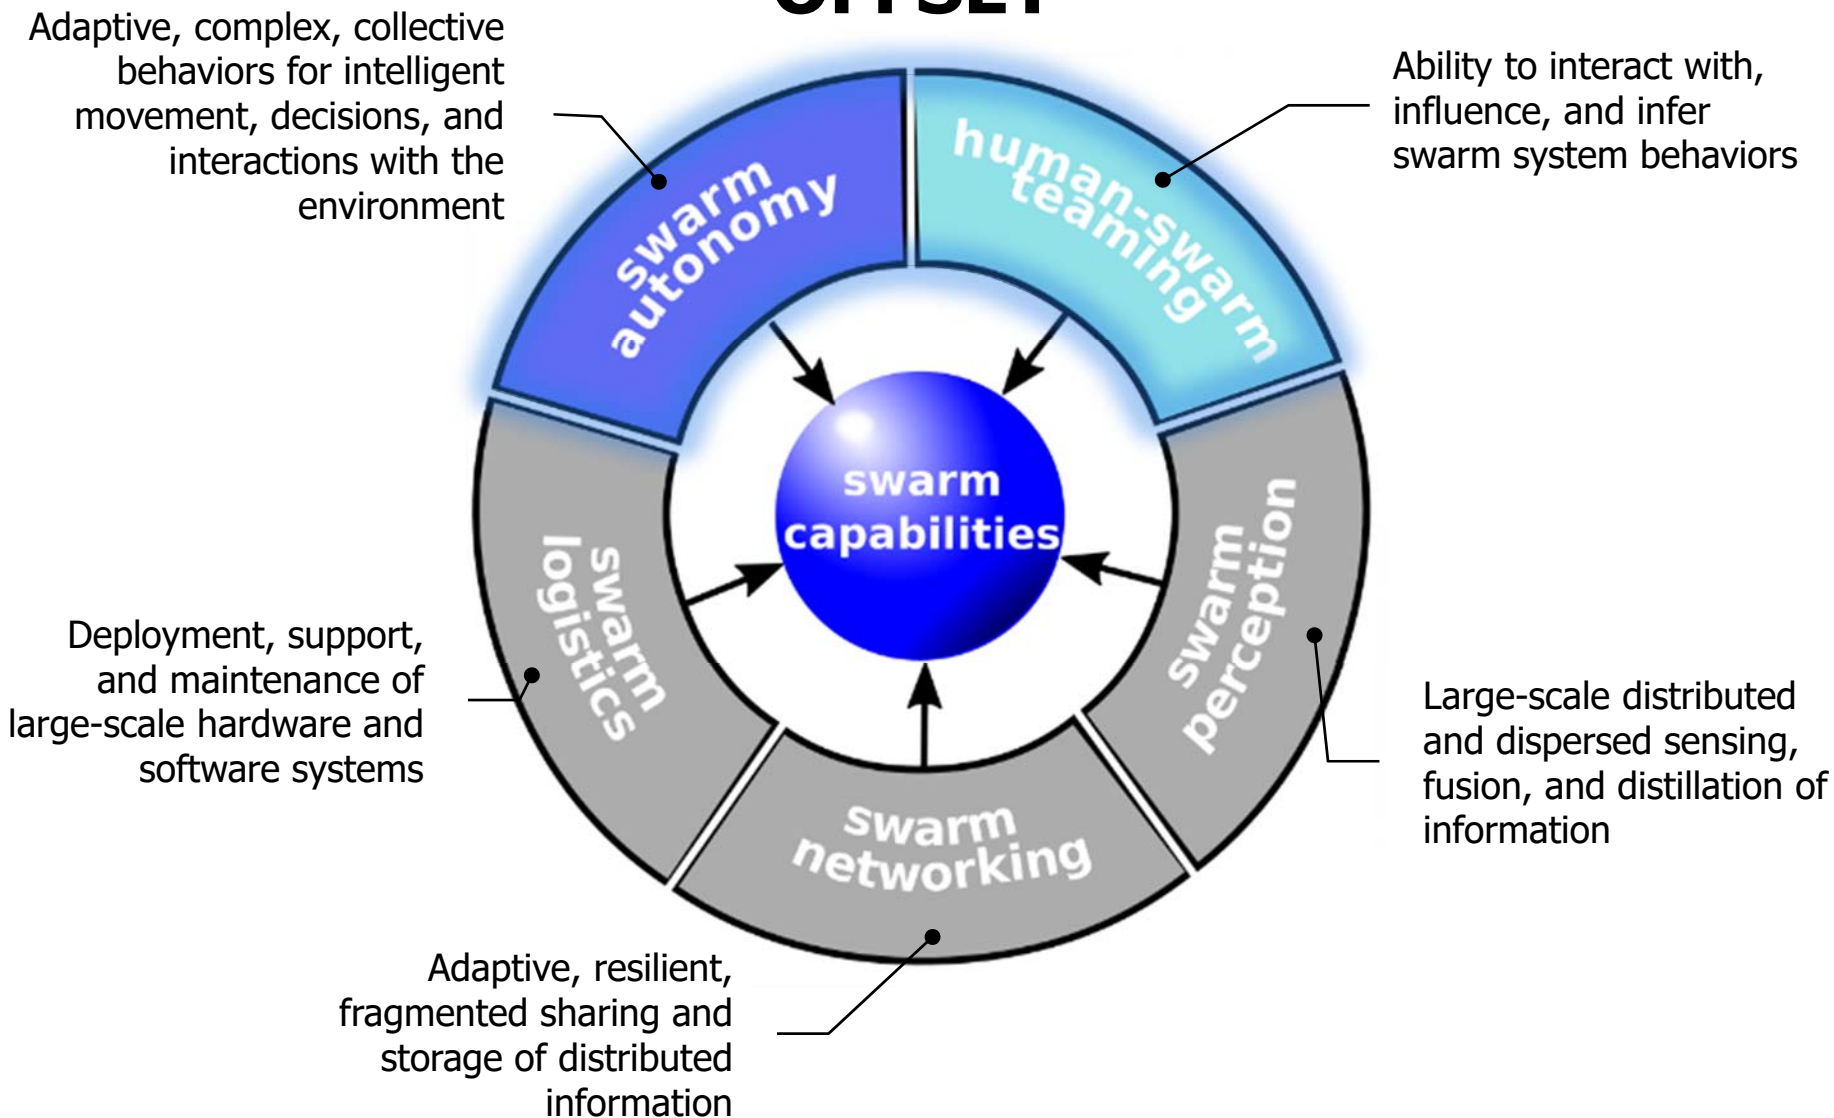 OFFSET
Adaptive, complex, collective
behaviors for intelligent
movement, decisions, and
interactions with the
environment
Ability to interact with,
influence, and infer
swarm system behaviors
swarm
autonomy
human-swarm
teaming
swarm
capabilities
swarm
logistics
swarm
perception
Deployment, support,
and maintenance of
large-scale hardware and
software systems
Large-scale distributed
and dispersed sensing,
fusion, and distillation of
information
swarm
networking
Adaptive, resilient,
fragmented sharing and
storage of distributed
information